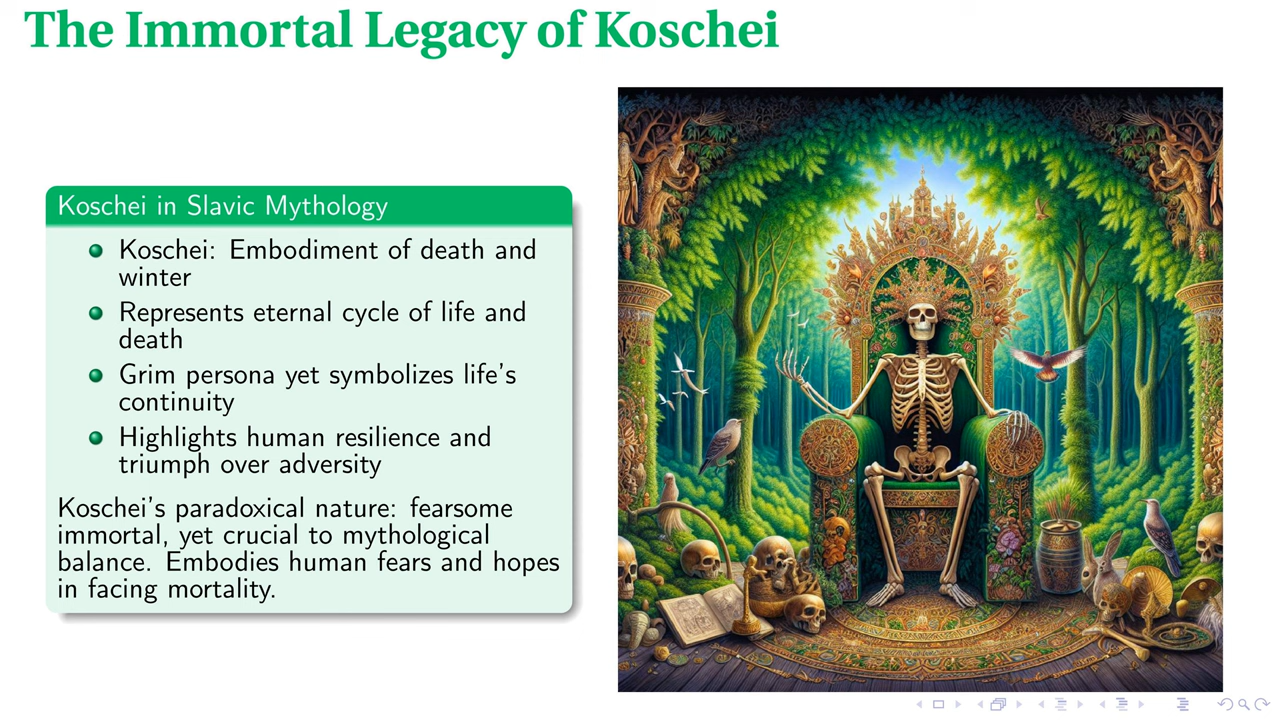 The Immortal Legacy of Koschei
Koschei in Slavic Mythology
Koschei: Embodiment of death and
winter
Represents eternal cycle of life and
death
Grim persona yet symbolizes life's
continuity
Highlights human resilience and
triumph over adversity
Koschei's paradoxical nature: fearsome
immortal, yet crucial to mythological
balance. Embodies human fears and hopes
in facing mortality.